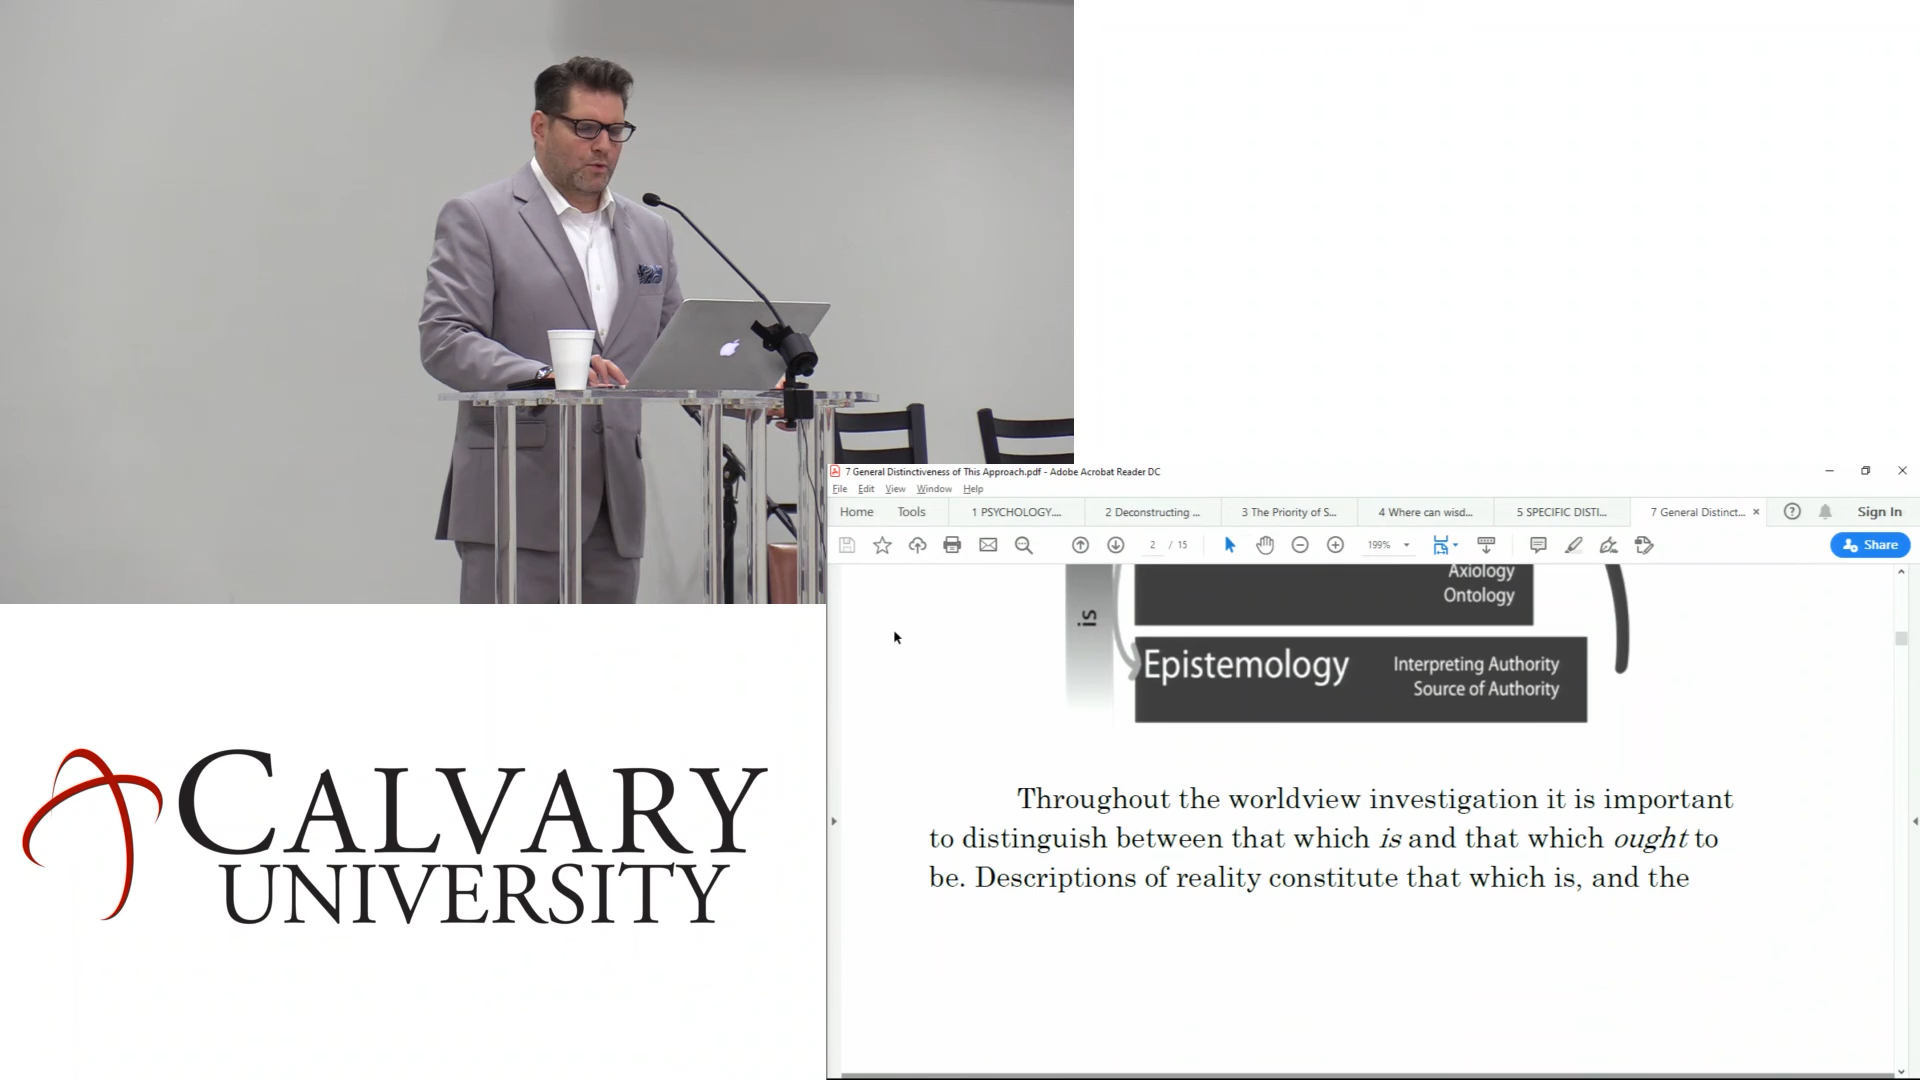 7 General Distinctiveness of This Approach.pdf - Adobe Acrobat Reader DC
File Edit View Window Help
Home Tools 1 PSYCHOLOGY.... 2 Deconstructing ... 3 The Priority of S... 4 Where can wisd... 5 SPECIFIC DISTI... 7 General Distinct... × Sign In
2 / 15 199% Share
Axiology
Ontology
is
Epistemology Interpreting Authority
Source of Authority
Throughout the worldview investigation it is important
to distinguish between that which is and that which ought to
be. Descriptions of reality constitute that which is, and the
CALVARY
UNIVERSITY